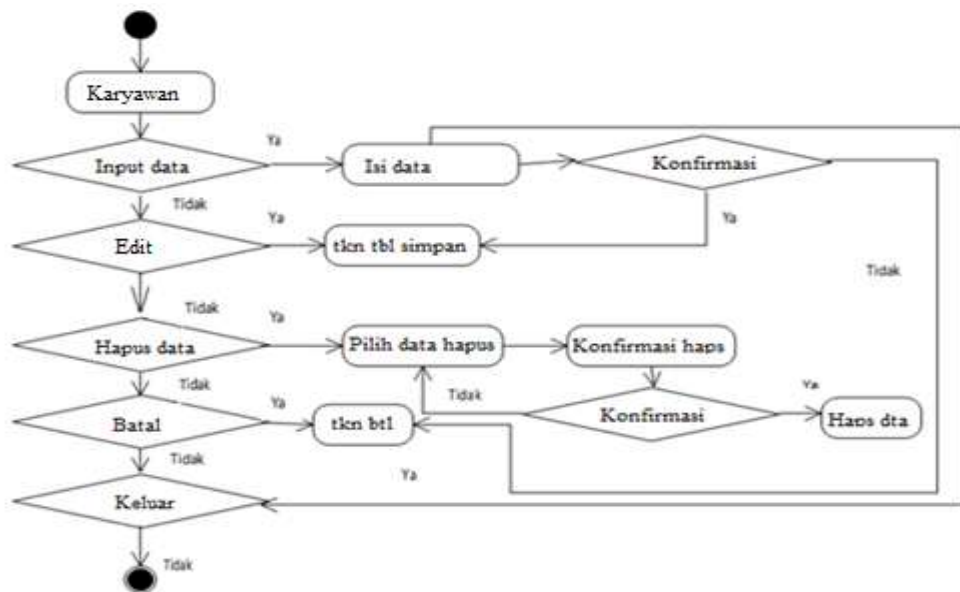 Karyawan
Ya
Input data
Isi data
Konfirmasi
Tidak
Ya
Ya
Edit
tkn tbl simpan
Tidak
Tidak
Ya
Hapus data
Pilih data hapus
Konfirmasi haps
Tidak
Ya
Tidak
Ya
Batal
tkn btl
Konfirmasi
Haps dta
Tidak
Ya
Keluar
Tidak